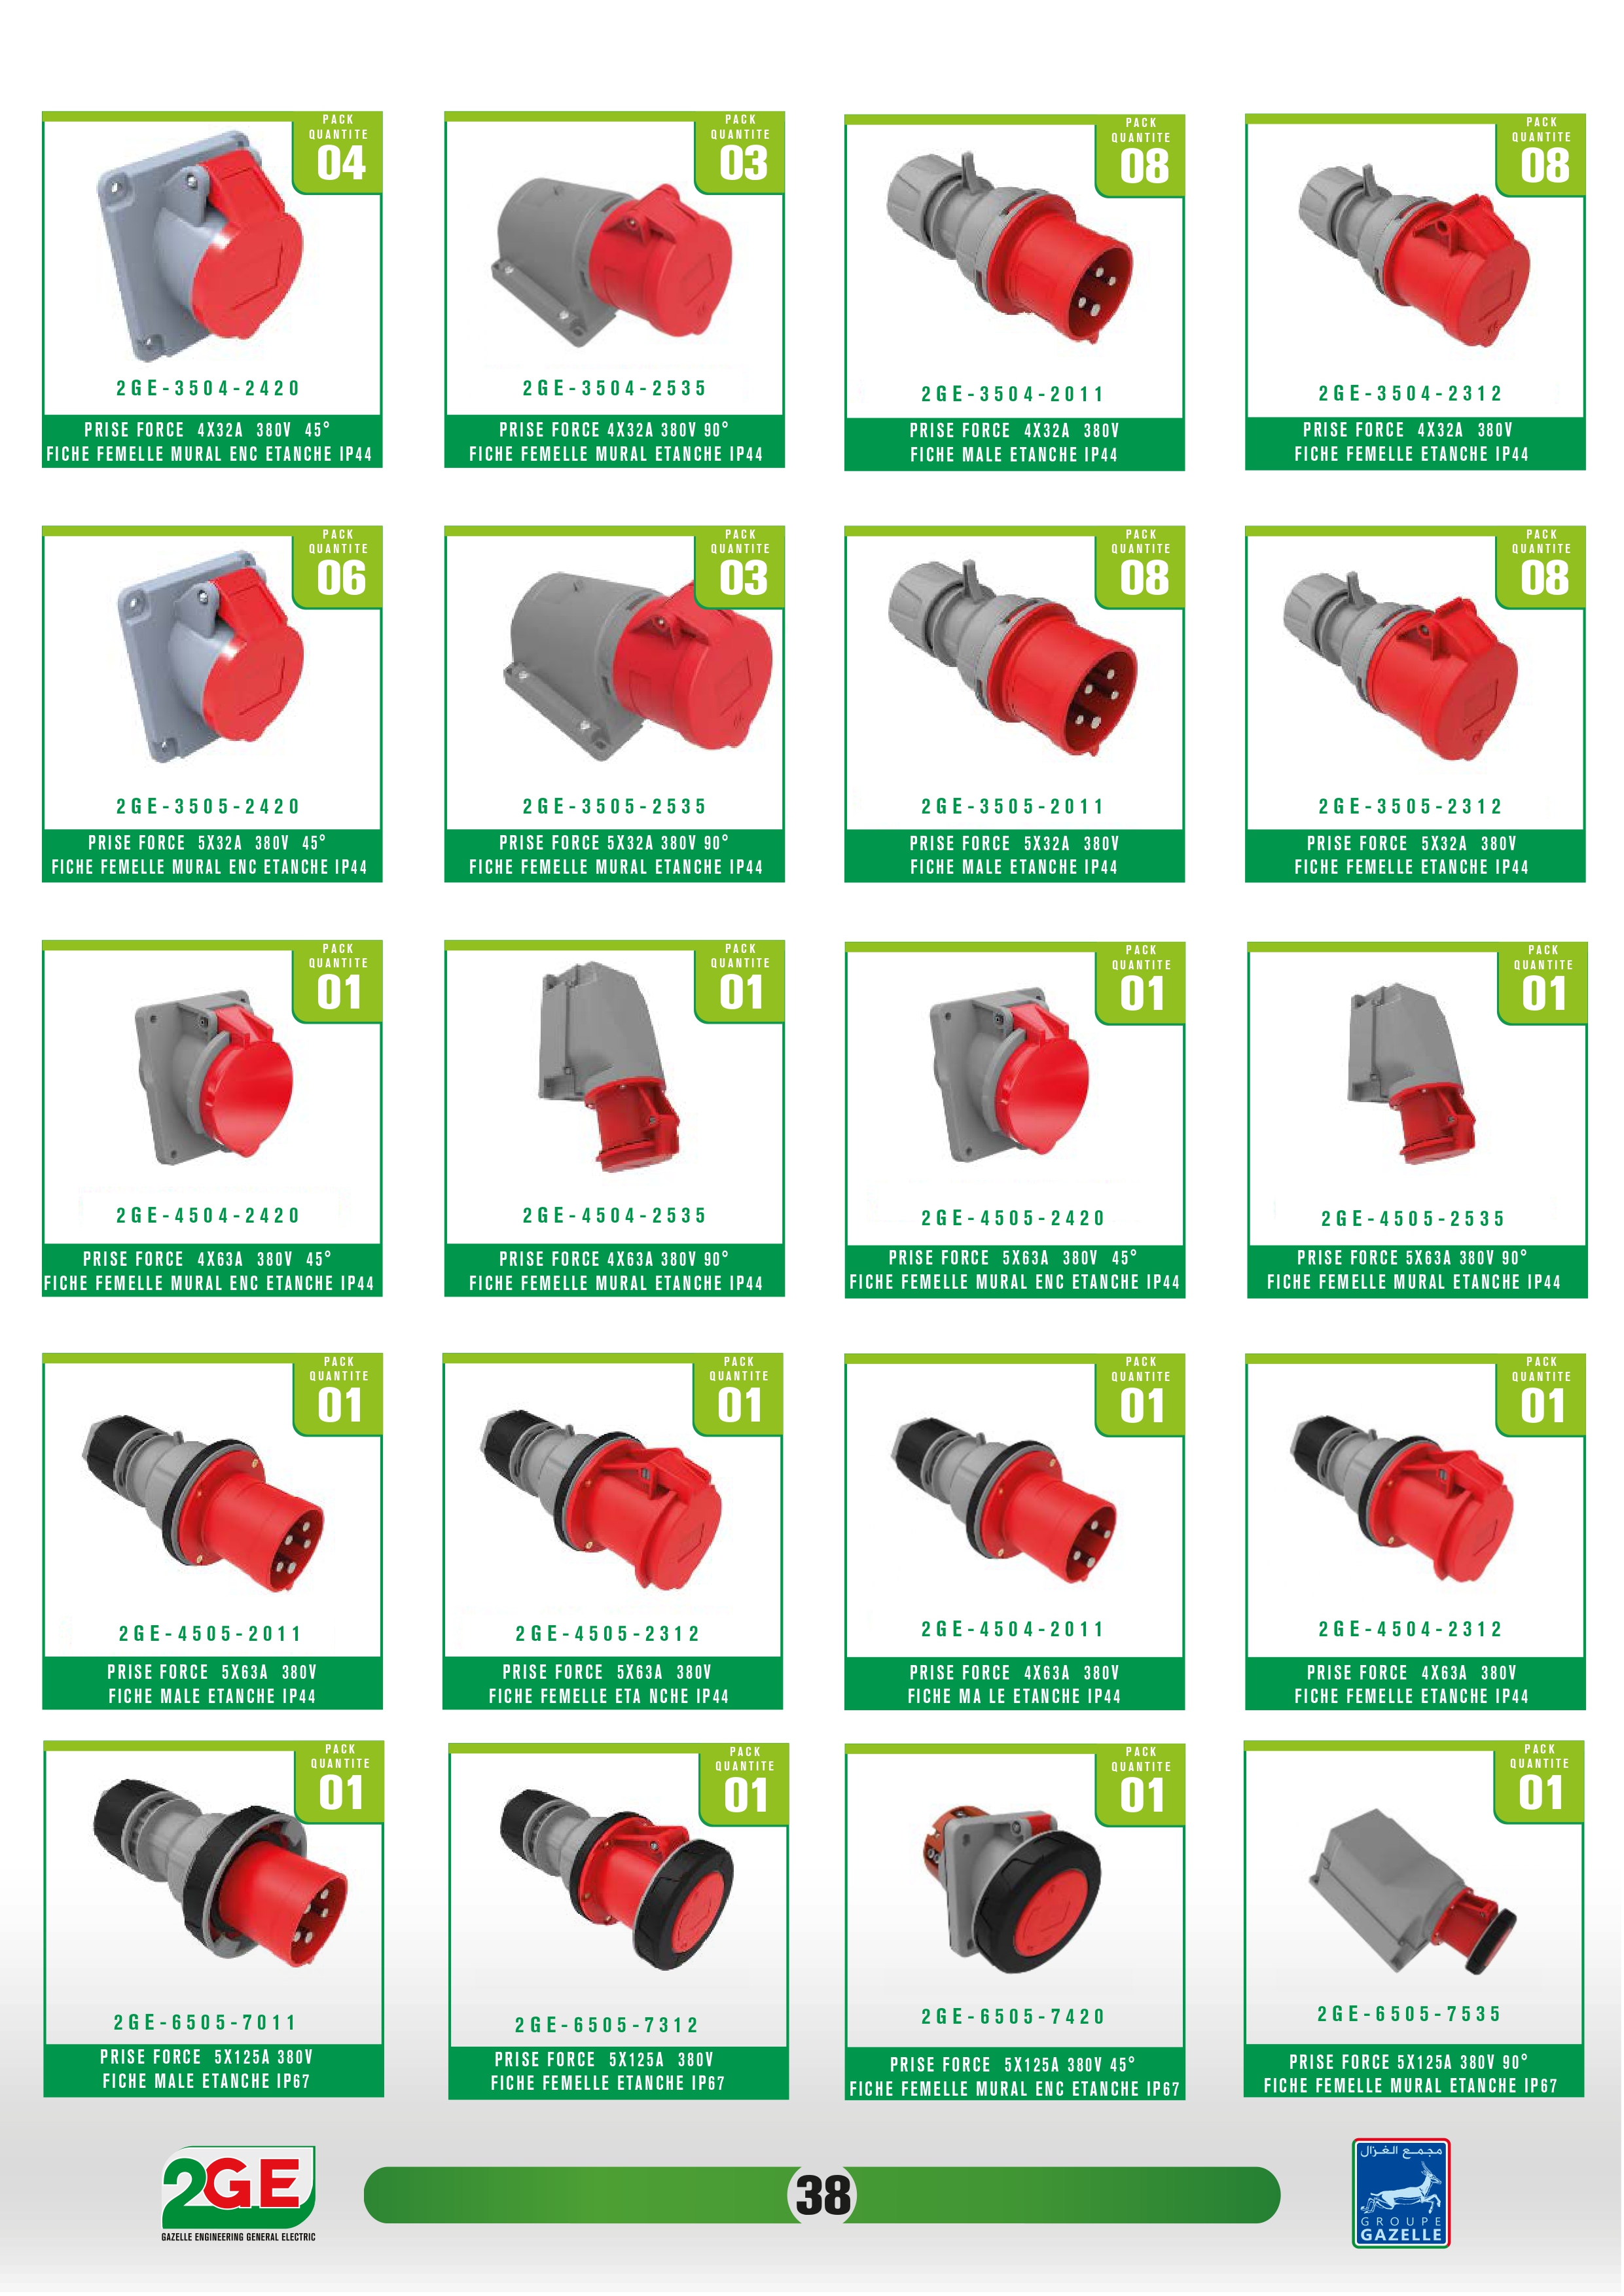 PACK
QUANTITE
04
2GE-3504-2420
PRISE FORCE 4X32A 380V 45°
FICHE FEMELLE MURAL ENC ETANCHE IP44
PACK
QUANTITE
03
2GE-3504-2535
PRISE FORCE 4X32A 380V 90°
FICHE FEMELLE MURAL ETANCHE IP44
PACK
QUANTITE
08
2GE-3504-2011
PRISE FORCE 4X32A 380V
FICHE MALE ETANCHE IP44
PACK
QUANTITE
08
2GE-3504-2312
PRISE FORCE 4X32A 380V
FICHE FEMELLE ETANCHE IP44
PACK
QUANTITE
06
2GE-3505-2420
PRISE FORCE 5X32A 380V 45°
FICHE FEMELLE MURAL ENC ETANCHE IP44
PACK
QUANTITE
03
2GE-3505-2535
PRISE FORCE 5X32A 380V 90°
FICHE FEMELLE MURAL ETANCHE IP44
PACK
QUANTITE
08
2GE-3505-2011
PRISE FORCE 5X32A 380V
FICHE MALE ETANCHE IP44
PACK
QUANTITE
08
2GE-3505-2312
PRISE FORCE 5X32A 380V
FICHE FEMELLE ETANCHE IP44
PACK
QUANTITE
01
2GE-4504-2420
PRISE FORCE 4X63A 380V 45°
FICHE FEMELLE MURAL ENC ETANCHE IP44
PACK
QUANTITE
01
2GE-4504-2535
PRISE FORCE 4X63A 380V 90°
FICHE FEMELLE MURAL ETANCHE IP44
PACK
QUANTITE
01
2GE-4505-2420
PRISE FORCE 5X63A 380V 45°
FICHE FEMELLE MURAL ENC ETANCHE IP44
PACK
QUANTITE
01
2GE-4505-2535
PRISE FORCE 5X63A 380V 90°
FICHE FEMELLE MURAL ETANCHE IP44
PACK
QUANTITE
01
2GE-4505-2011
PRISE FORCE 5X63A 380V
FICHE MALE ETANCHE IP44
PACK
QUANTITE
01
2GE-4505-2312
PRISE FORCE 5X63A 380V
FICHE FEMELLE ETA NCHE IP44
PACK
QUANTITE
01
2GE-4504-2011
PRISE FORCE 4X63A 380V
FICHE MA LE ETANCHE IP44
PACK
QUANTITE
01
2GE-4504-2312
PRISE FORCE 4X63A 380V
FICHE FEMELLE ETANCHE IP44
PACK
QUANTITE
01
2GE-6505-7011
PRISE FORCE 5X125A 380V
FICHE MALE ETANCHE IP67
PACK
QUANTITE
01
2GE-6505-7312
PRISE FORCE 5X125A 380V
FICHE FEMELLE ETANCHE IP67
PACK
QUANTITE
01
2GE-6505-7420
PRISE FORCE 5X125A 380V 45°
FICHE FEMELLE MURAL ENC ETANCHE IP67
PACK
QUANTITE
01
2GE-6505-7535
PRISE FORCE 5X125A 380V 90°
FICHE FEMELLE MURAL ETANCHE IP67
2GE
GAZELLE ENGINEERING GENERAL ELECTRIC
38
مجمع الغزال
GROUPE
GAZELLE